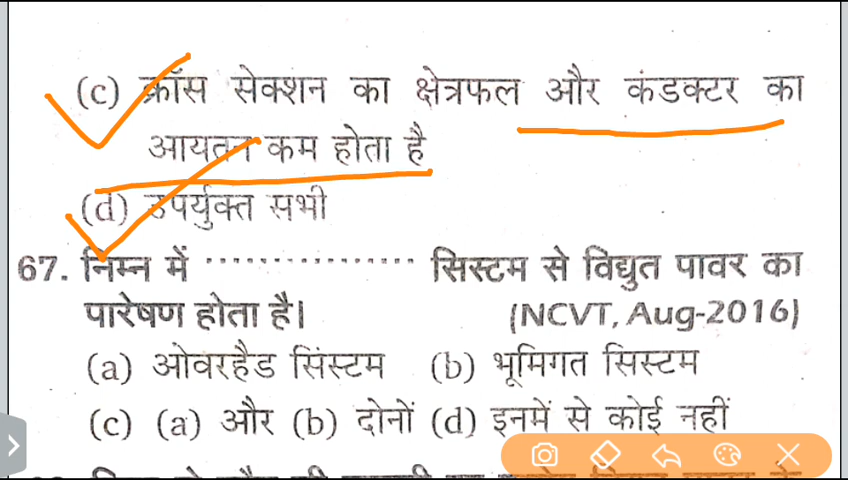 (c) क्रॉस सेक्शन का क्षेत्रफल और कंडक्टर का
आयतन कम होता है
(d) उपर्युक्त सभी
67. निम्न में ................ सिस्टम से विद्युत पावर का
पारेषण होता है।
(NCVT, Aug-2016)
(a) ओवरहैड सिंस्टम (b) भूमिगत सिस्टम
(c) (a) और (b) दोनों (d) इनमें से कोई नहीं